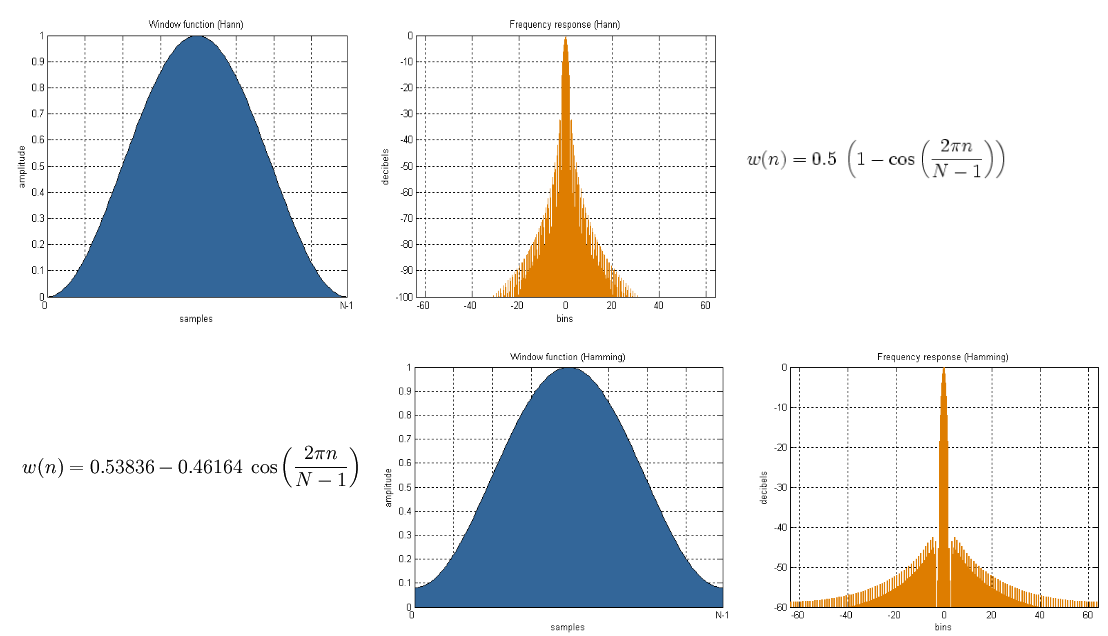 Window function (Hann)
1
0.9
0.8
0.7
0.6
0.5
0.4
0.3
0.2
0.1
0
amplitude
0
N-1
samples
Frequency response (Hann)
0
-10
-20
-30
-40
-50
-60
-70
-80
-90
-100
decibels
-60 -40 -20 0 20 40 60
bins
w(n) = 0.5 (1 − cos (2πn / N − 1))
w(n) = 0.53836 − 0.46164 cos (2πn / N − 1)
Window function (Hamming)
1
0.9
0.8
0.7
0.6
0.5
0.4
0.3
0.2
0.1
0
amplitude
0
N-1
samples
Frequency response (Hamming)
0
-10
-20
-30
-40
-50
-60
decibels
-60 -40 -20 0 20 40 60
bins